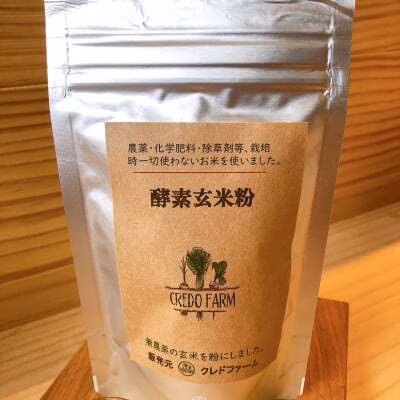 農薬・化学肥料・除草剤等、栽培
時一切使わないお米を使いました。
酵素玄米粉
CREDO FARM
無農薬の玄米を粉にしました。
販売元 クレドファーム